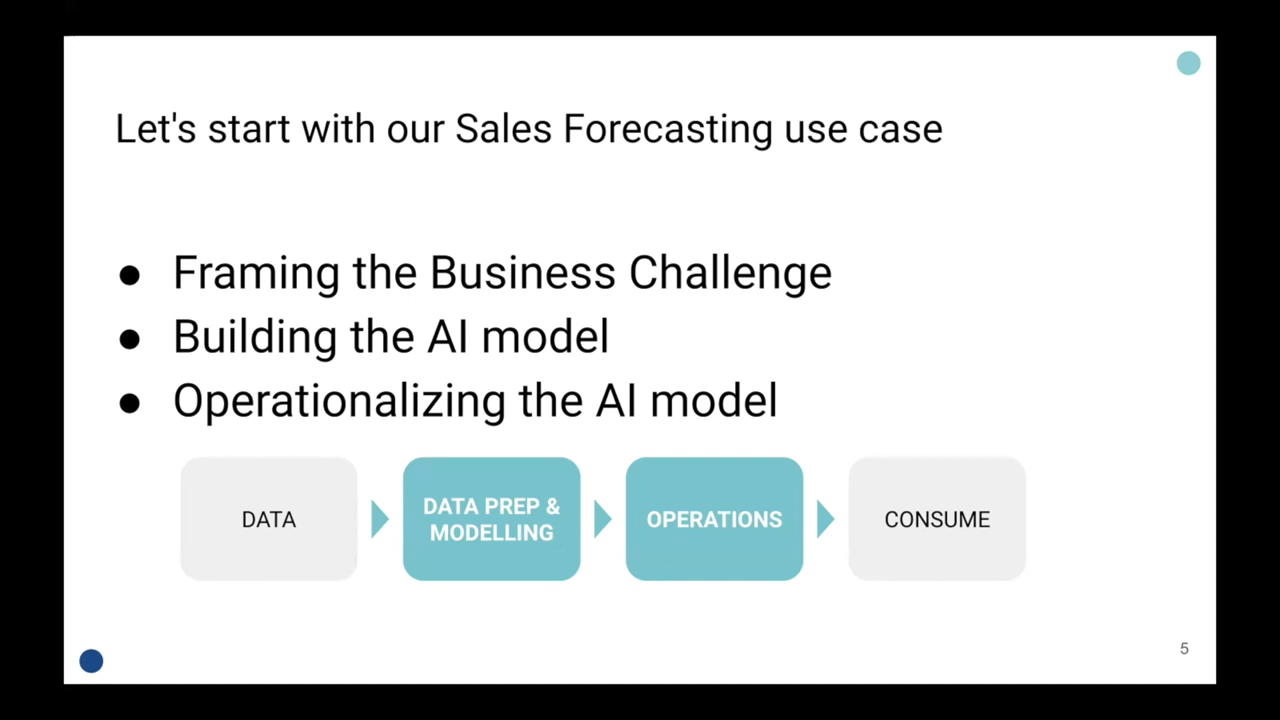 Let's start with our Sales Forecasting use case
● Framing the Business Challenge
● Building the AI model
● Operationalizing the AI model
DATA
DATA PREP &
MODELLING
OPERATIONS
CONSUME
5